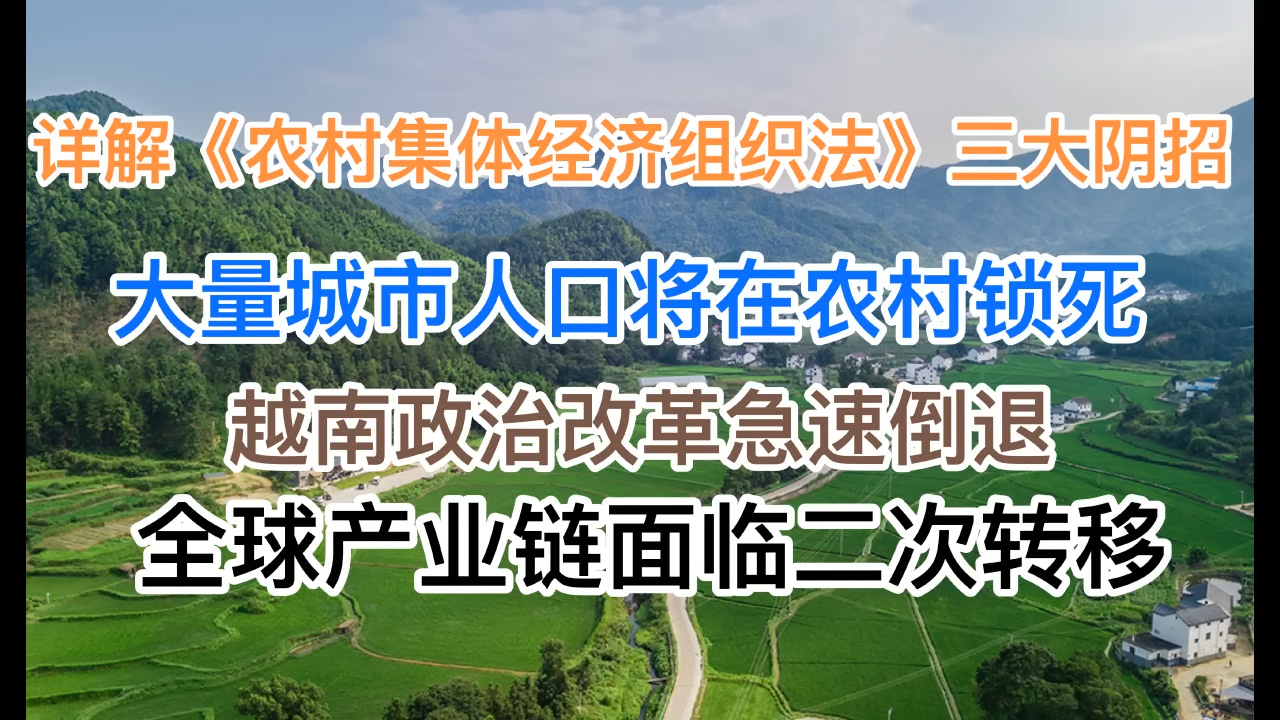 详解《农村集体经济组织法》三大阴招
大量城市人口将在农村锁死
越南政治改革急速倒退
全球产业链面临二次转移